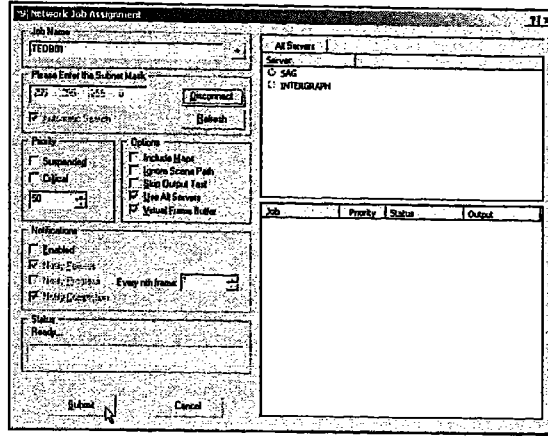 Network Job Assignment
Job Name
TEDB01
Please Enter the Subnet Mask
255 255 255 0
Disconnect
Automatic Search
Refresh
Priority
Suspended
Critical
50
Options
Include Maps
Ignore Scene Path
Skip Output Test
Use All Servers
Virtual Frame Buffer
Notifications
Enabled
Notify Failures
Notify Progress
Every nth frame:
Notify Completion
Status
Ready...
Submit
Cancel
All Servers
Server
SAG
INTERGRAPH
Job Priority Status Output